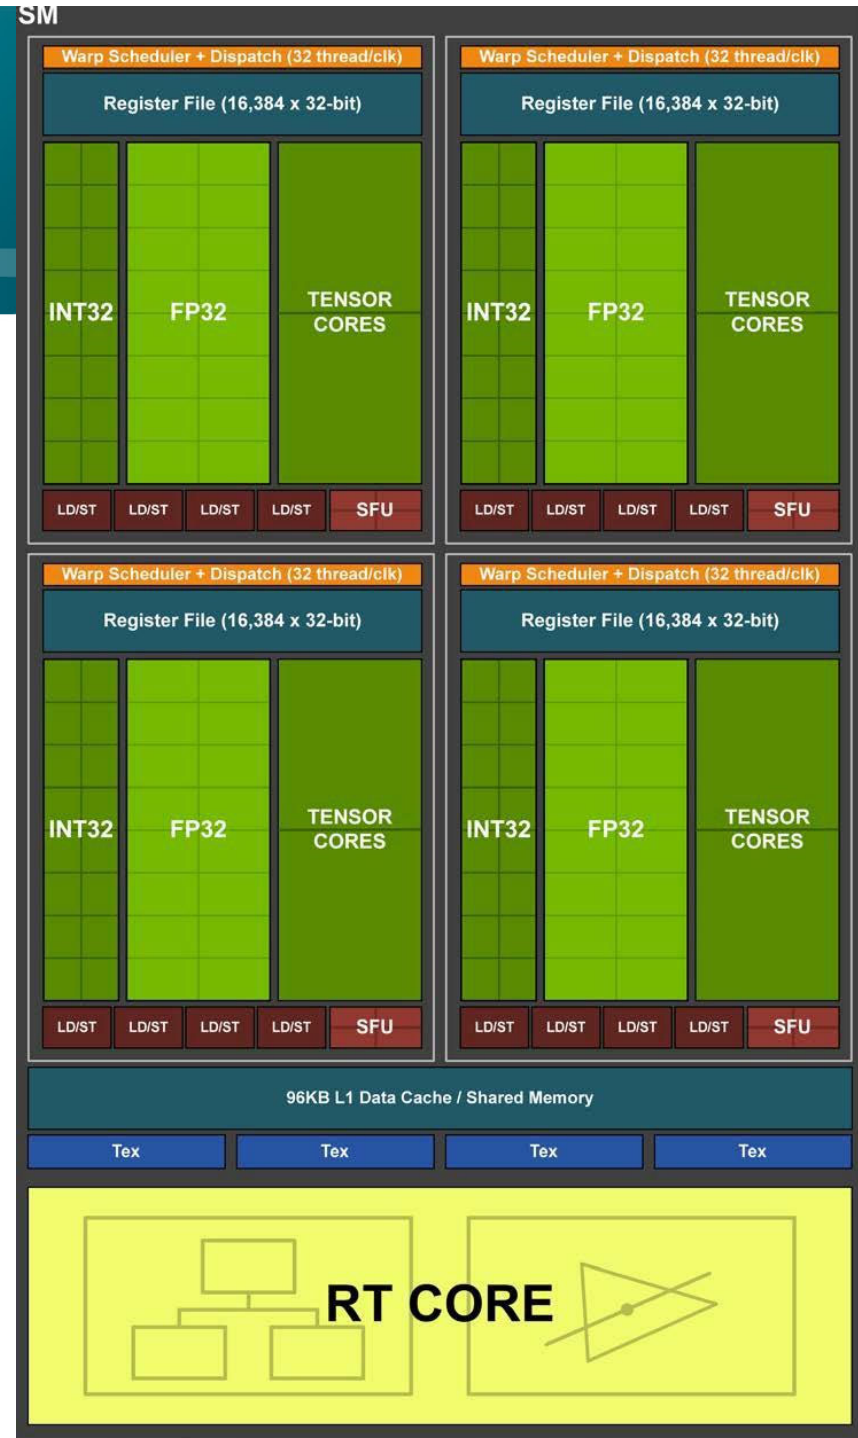 SM
Warp Scheduler + Dispatch (32 thread/clk)
Register File (16,384 x 32-bit)
INT32
FP32
TENSOR
CORES
LD/ST
LD/ST
LD/ST
LD/ST
SFU
Warp Scheduler + Dispatch (32 thread/clk)
Register File (16,384 x 32-bit)
INT32
FP32
TENSOR
CORES
LD/ST
LD/ST
LD/ST
LD/ST
SFU
Warp Scheduler + Dispatch (32 thread/clk)
Register File (16,384 x 32-bit)
INT32
FP32
TENSOR
CORES
LD/ST
LD/ST
LD/ST
LD/ST
SFU
Warp Scheduler + Dispatch (32 thread/clk)
Register File (16,384 x 32-bit)
INT32
FP32
TENSOR
CORES
LD/ST
LD/ST
LD/ST
LD/ST
SFU
96KB L1 Data Cache / Shared Memory
Tex
Tex
Tex
Tex
RT CORE